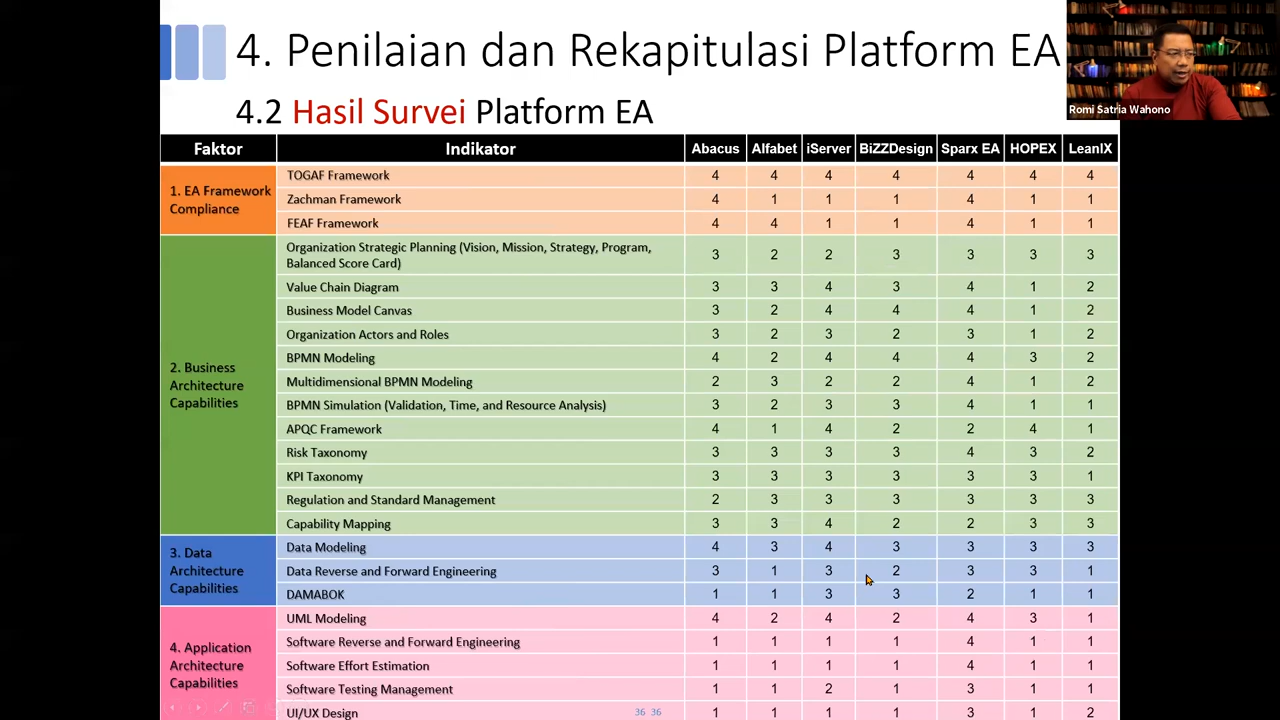 4. Penilaian dan Rekapitulasi Platform EA
Romi Satria Wahono
4.2 Hasil Survei Platform EA
Faktor Indikator Abacus Alfabet iServer BiZZDesign Sparx EA HOPEX LeanIX
1. EA Framework Compliance
TOGAF Framework 4 4 4 4 4 4 4
Zachman Framework 4 1 1 1 4 1 1
FEAF Framework 4 4 1 1 4 1 1
2. Business Architecture Capabilities
Organization Strategic Planning (Vision, Mission, Strategy, Program, Balanced Score Card) 3 2 2 3 3 3 3
Value Chain Diagram 3 3 4 3 4 1 2
Business Model Canvas 3 2 4 4 4 1 2
Organization Actors and Roles 3 2 3 2 3 1 2
BPMN Modeling 4 2 4 4 4 3 2
Multidimensional BPMN Modeling 2 3 2 2 4 1 2
BPMN Simulation (Validation, Time, and Resource Analysis) 3 2 3 3 4 1 1
APQC Framework 4 1 4 2 2 4 1
Risk Taxonomy 3 3 3 3 4 3 2
KPI Taxonomy 3 3 3 3 3 3 1
Regulation and Standard Management 2 3 3 3 3 3 3
Capability Mapping 3 3 4 2 2 3 3
3. Data Architecture Capabilities
Data Modeling 4 3 4 3 3 3 3
Data Reverse and Forward Engineering 3 1 3 2 3 3 1
DAMABOK 1 1 3 3 2 1 1
4. Application Architecture Capabilities
UML Modeling 4 2 4 2 4 3 1
Software Reverse and Forward Engineering 1 1 1 1 4 1 1
Software Effort Estimation 1 1 1 1 4 1 1
Software Testing Management 1 1 2 1 3 1 1
UI/UX Design 1 1 1 1 3 1 2
36 36